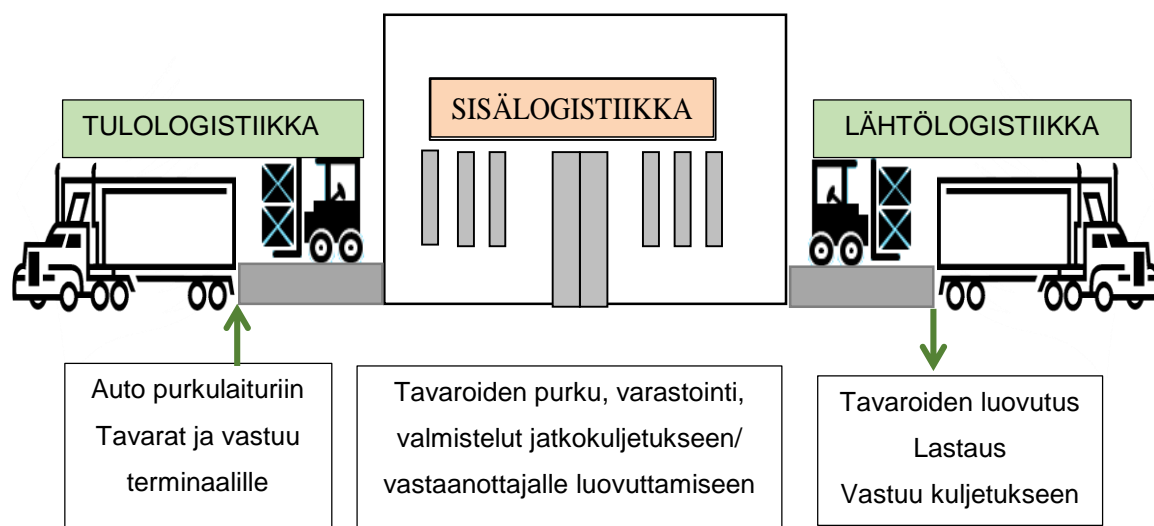 TULOLOGISTIIKKA
SISÄLOGISTIIKKA
LÄHTÖLOGISTIIKKA
Auto purkulaituriin
Tavarat ja vastuu
terminaalille
Tavaroiden purku, varastointi,
valmistelut jatkokuljetukseen/
vastaanottajalle luovuttamiseen
Tavaroiden luovutus
Lastaus
Vastuu kuljetukseen